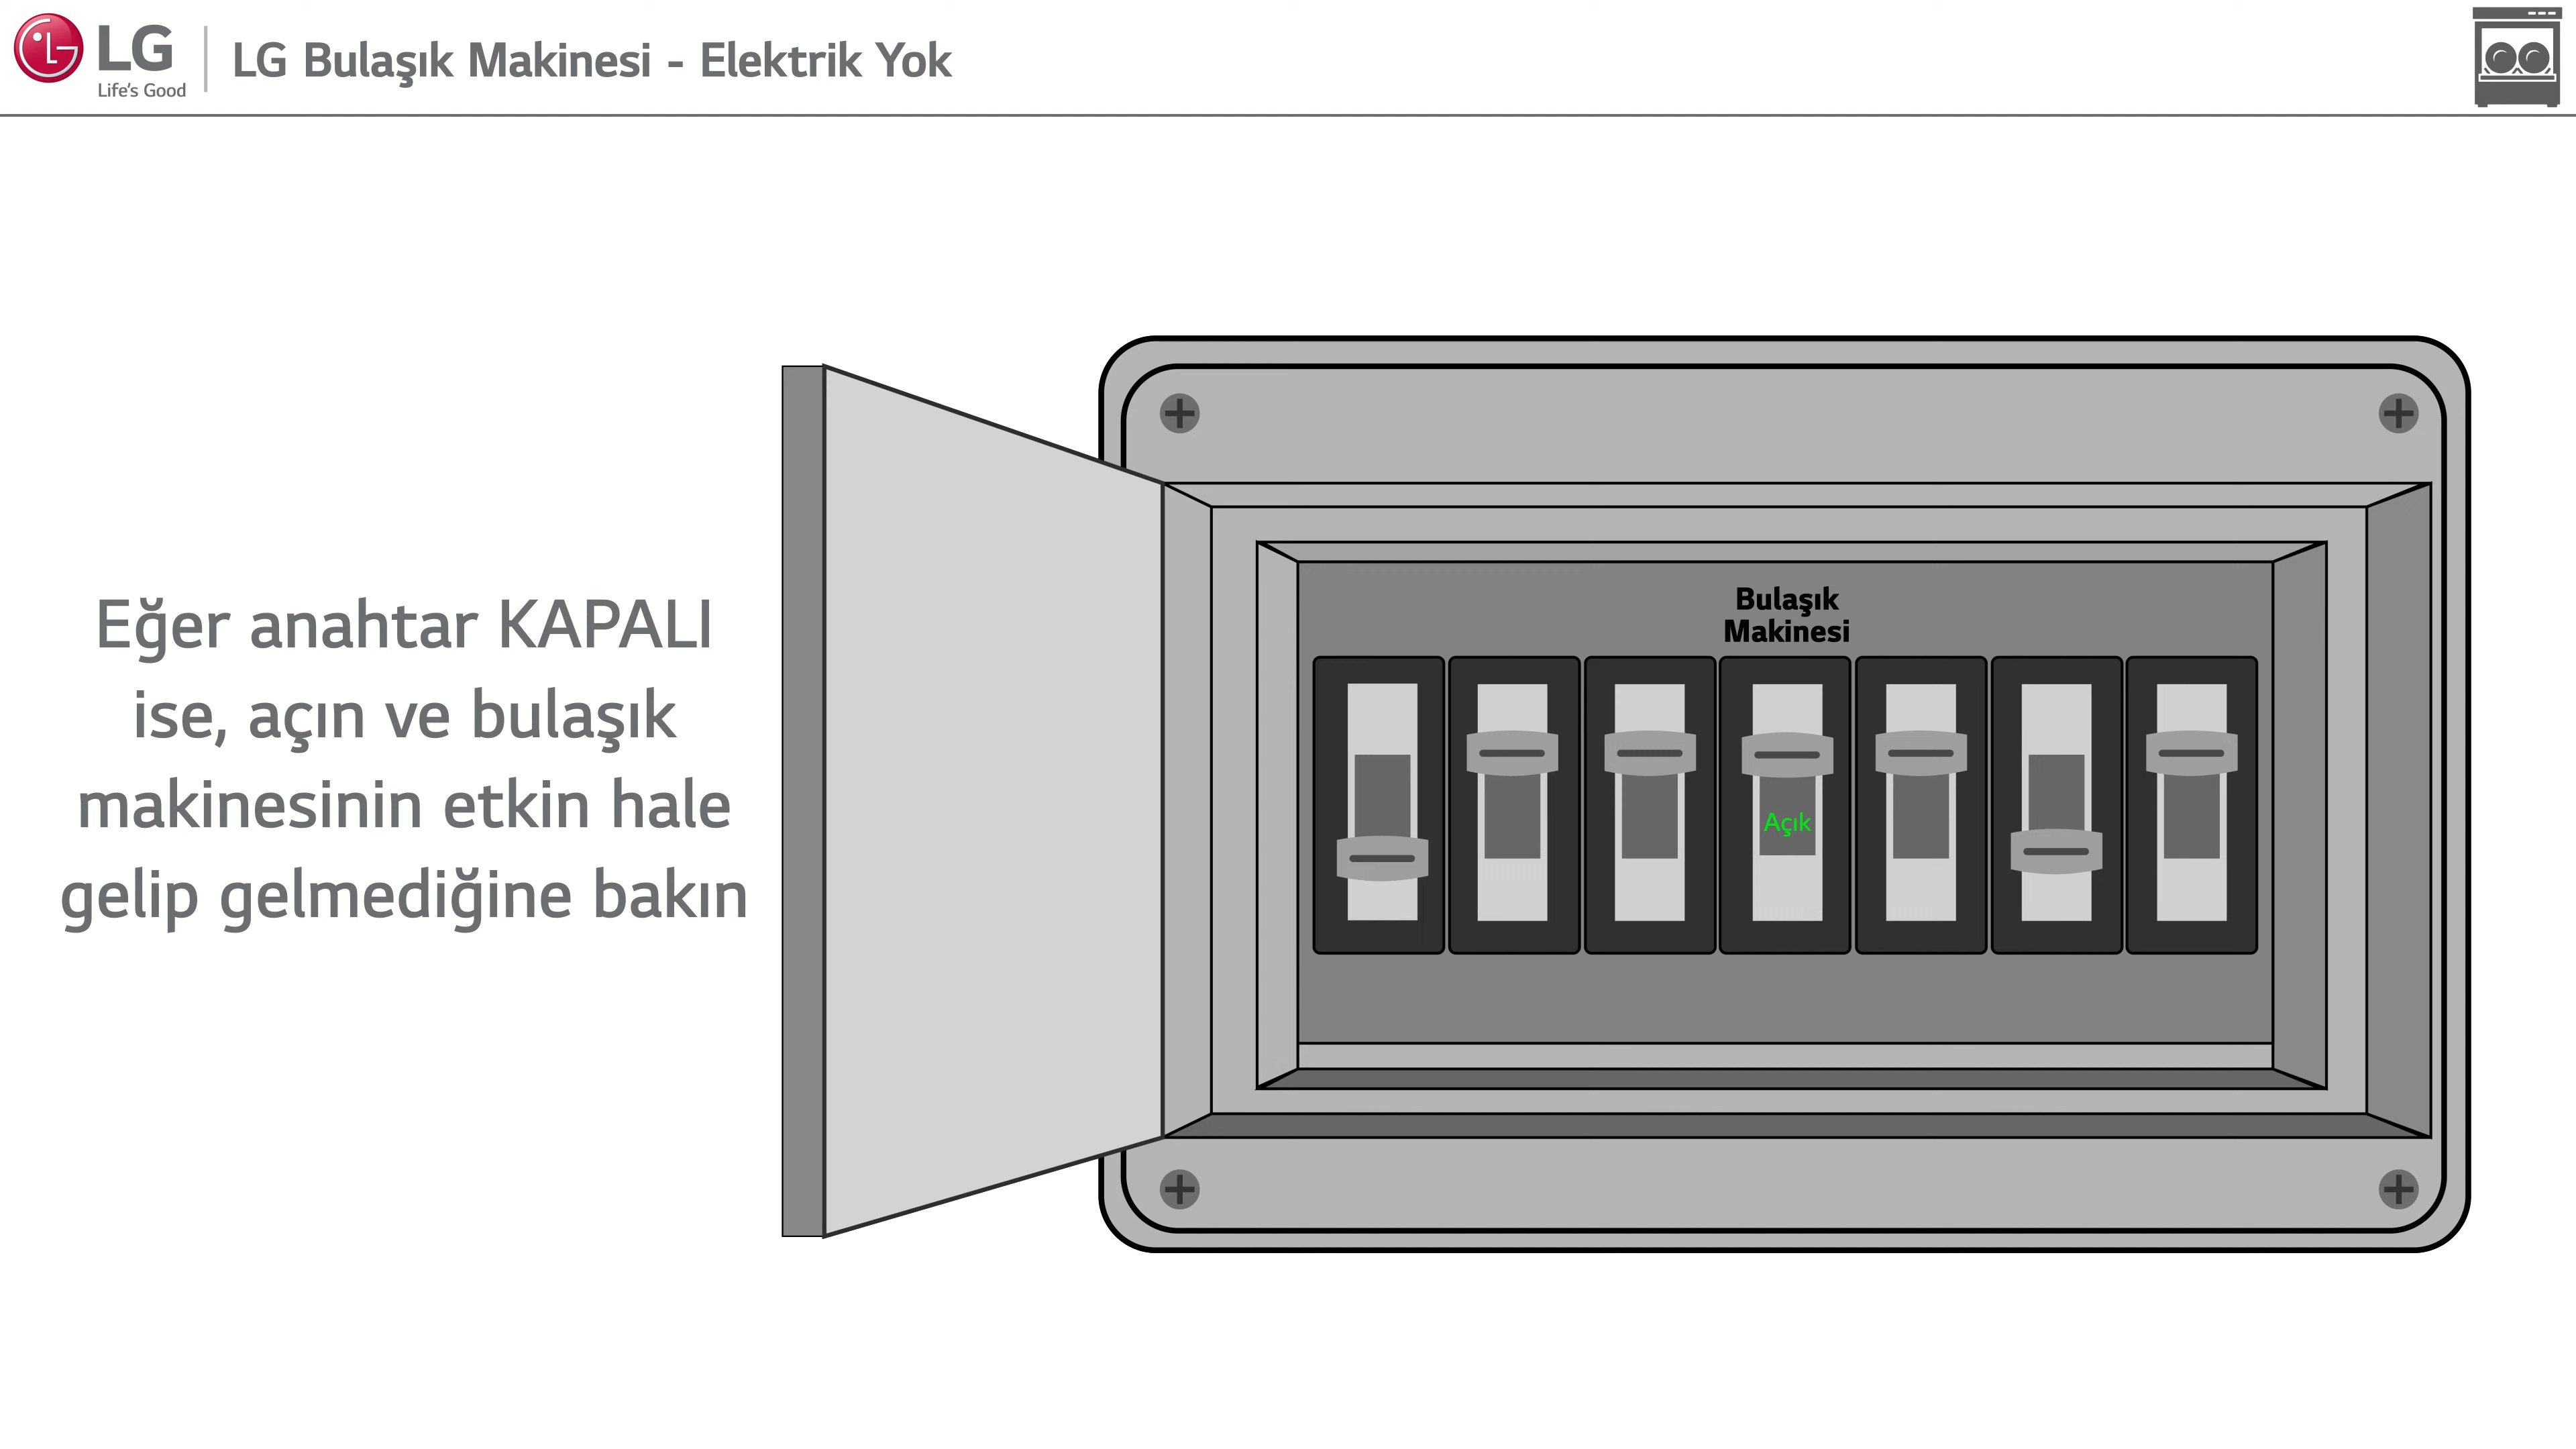 LG
Life's Good
LG Bulaşık Makinesi - Elektrik Yok
Eğer anahtar KAPALI
ise, açın ve bulaşık
makinesinin etkin hale
gelip gelmediğine bakın
Bulaşık
Makinesi
Açık